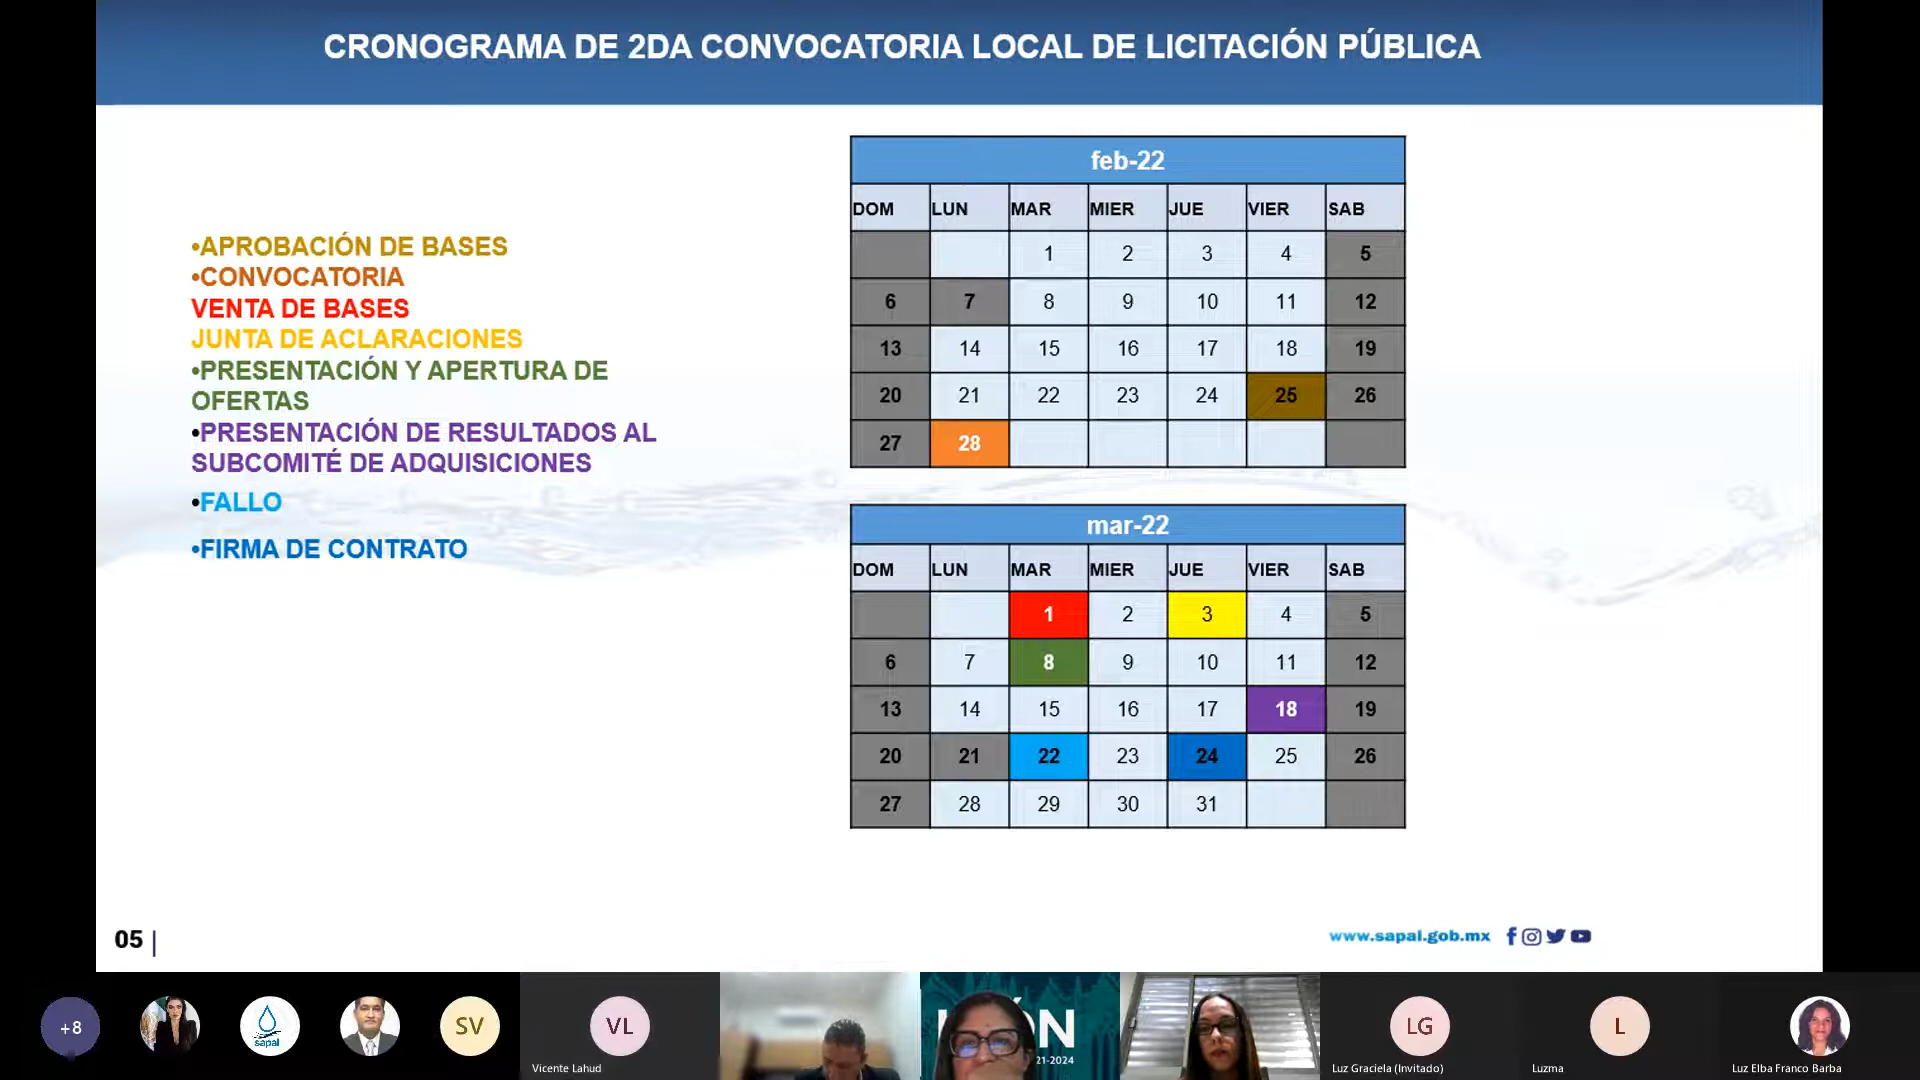 CRONOGRAMA DE 2DA CONVOCATORIA LOCAL DE LICITACIÓN PÚBLICA
•APROBACIÓN DE BASES
•CONVOCATORIA
VENTA DE BASES
JUNTA DE ACLARACIONES
•PRESENTACIÓN Y APERTURA DE
OFERTAS
•PRESENTACIÓN DE RESULTADOS AL
SUBCOMITÉ DE ADQUISICIONES
•FALLO
•FIRMA DE CONTRATO
feb-22
DOM LUN MAR MIER JUE VIER SAB
1 2 3 4 5
6 7 8 9 10 11 12
13 14 15 16 17 18 19
20 21 22 23 24 25 26
27 28
mar-22
DOM LUN MAR MIER JUE VIER SAB
1 2 3 4 5
6 7 8 9 10 11 12
13 14 15 16 17 18 19
20 21 22 23 24 25 26
27 28 29 30 31
05 |
www.sapal.gob.mx
+8
sapal
SV
VL
Vicente Lahud
21-2024
LG
Luz Graciela (Invitado)
L
Luzma
Luz Elba Franco Barba